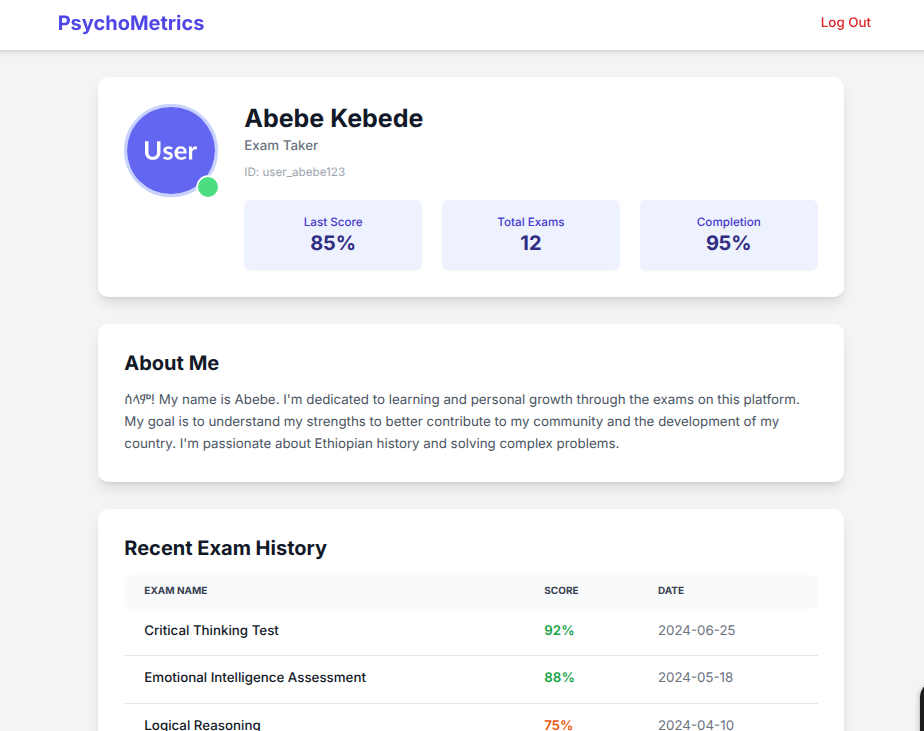 PsychoMetrics
Log Out
User
Abebe Kebede
Exam Taker
ID: user_abebe123
Last Score
85%
Total Exams
12
Completion
95%
About Me
ሰላም! My name is Abebe. I'm dedicated to learning and personal growth through the exams on this platform.
My goal is to understand my strengths to better contribute to my community and the development of my
country. I'm passionate about Ethiopian history and solving complex problems.
Recent Exam History
EXAM NAME SCORE DATE
Critical Thinking Test 92% 2024-06-25
Emotional Intelligence Assessment 88% 2024-05-18
Logical Reasoning 75% 2024-04-10